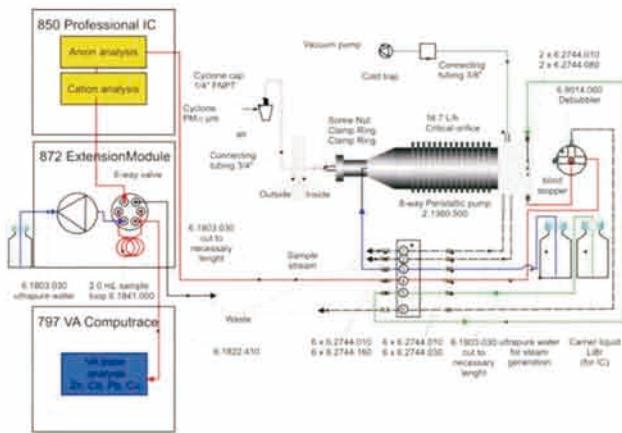 850 Professional IC
Anion analysis
Cation analysis
872 ExtensionModule
6-way valve
6.1803.030
ultrapure-water
2.0 mL sample
loop 6.1841.000
797 VA Computrace
VA trace
analysis
Zn, Cd, Pb, Cu
Vacuum pump
Cold trap
Connecting
tubing 3/8"
Cyclone cap
1/4" FNPT
Cyclone
air
Connecting
tubing 3/4"
Outside
Inside
Screw Nut
Clamp Ring
Clamp Ring
16.7 L/h
Critical orifice
8-way Peristaltic pump
2 x 6.2744.010
2 x 6.2744.080
6.9014.060
Debubbler
blind
stopper
6.1803.030
cut to
necessary
lenght
Sample
stream
Waste
6.1822.410
6 x 6.2744.010
6 x 6.2744.160
6 x 6.2744.010
6 x 6.2744.030
6.1803.030
cut to
necessary
lenght
ultrapure water
for steam
generation
Carrier liquid
LiBr
(for IC)